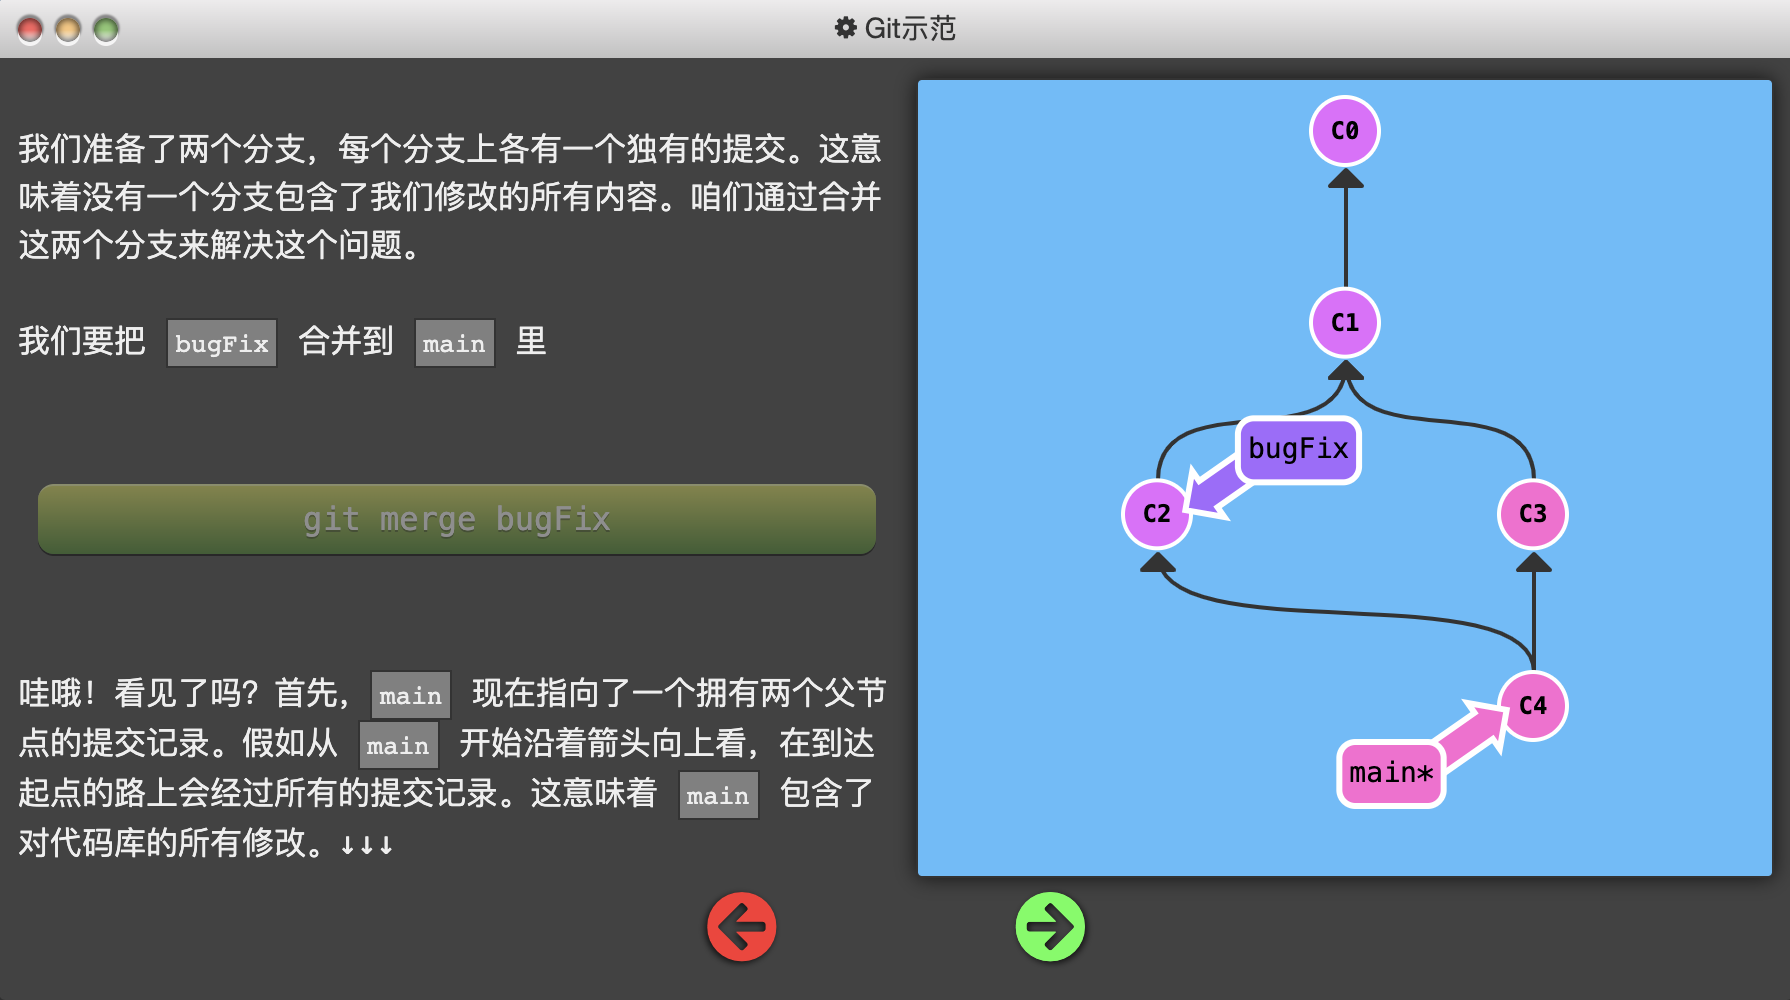 Git示范
我们准备了两个分支，每个分支上各有一个独有的提交。这意
味着没有一个分支包含了我们修改的所有内容。咱们通过合并
这两个分支来解决这个问题。
我们要把 bugFix 合并到 main 里
git merge bugFix
哇哦！看见了吗？首先， main 现在指向了一个拥有两个父节
点的提交记录。假如从 main 开始沿着箭头向上看，在到达
起点的路上会经过所有的提交记录。这意味着 main 包含了
对代码库的所有修改。↓↓↓
C0
C1
bugFix
C2
C3
C4
main*